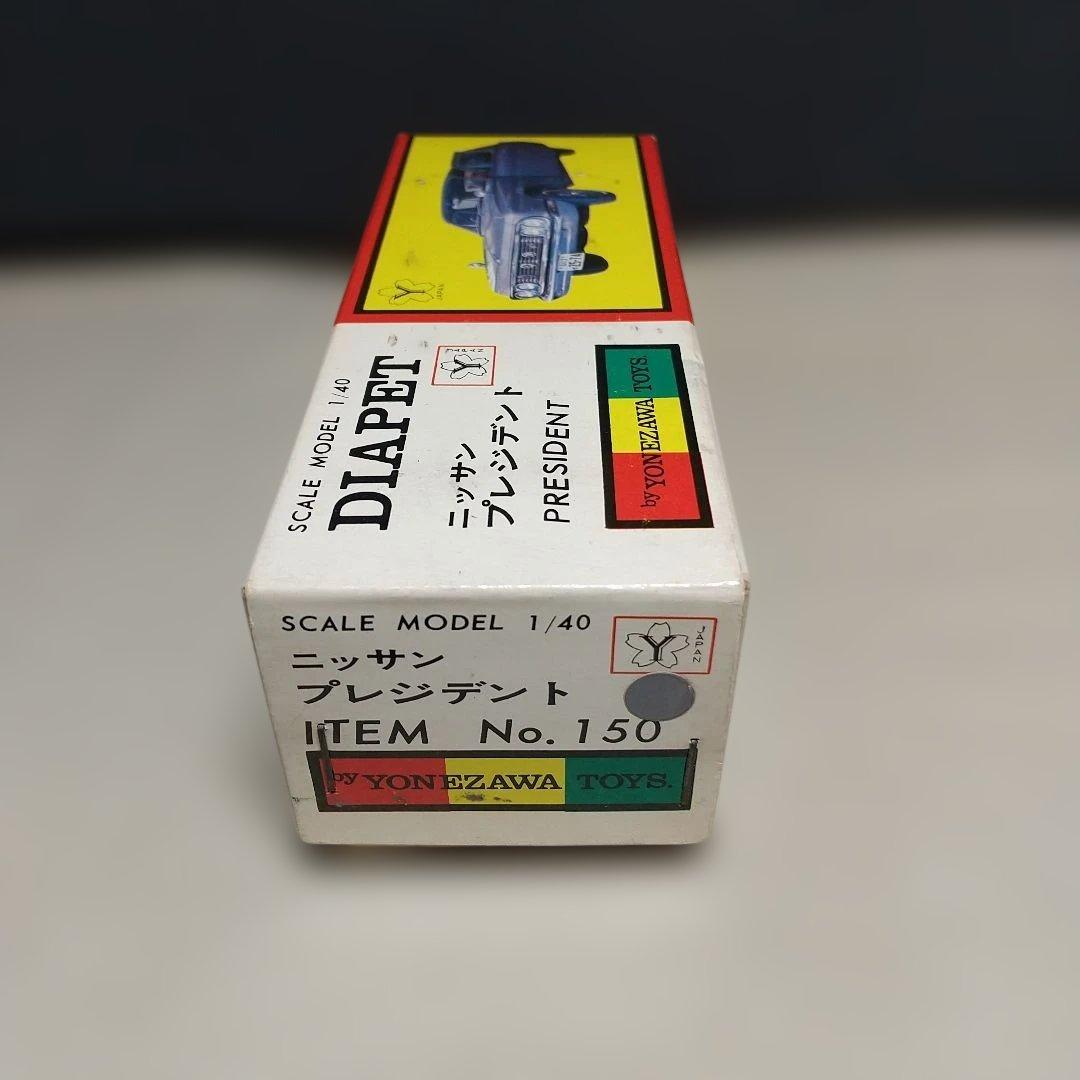 Y
JAPAN
SCALE MODEL 1/40
DIAPET
Y
JAPAN
ニッサン
プレジデント
PRESIDENT
by YONEZAWA TOYS.
SCALE MODEL 1/40
ニッサン
プレジデント
ITEM No. 150
Y
JAPAN
by YONEZAWA TOYS.